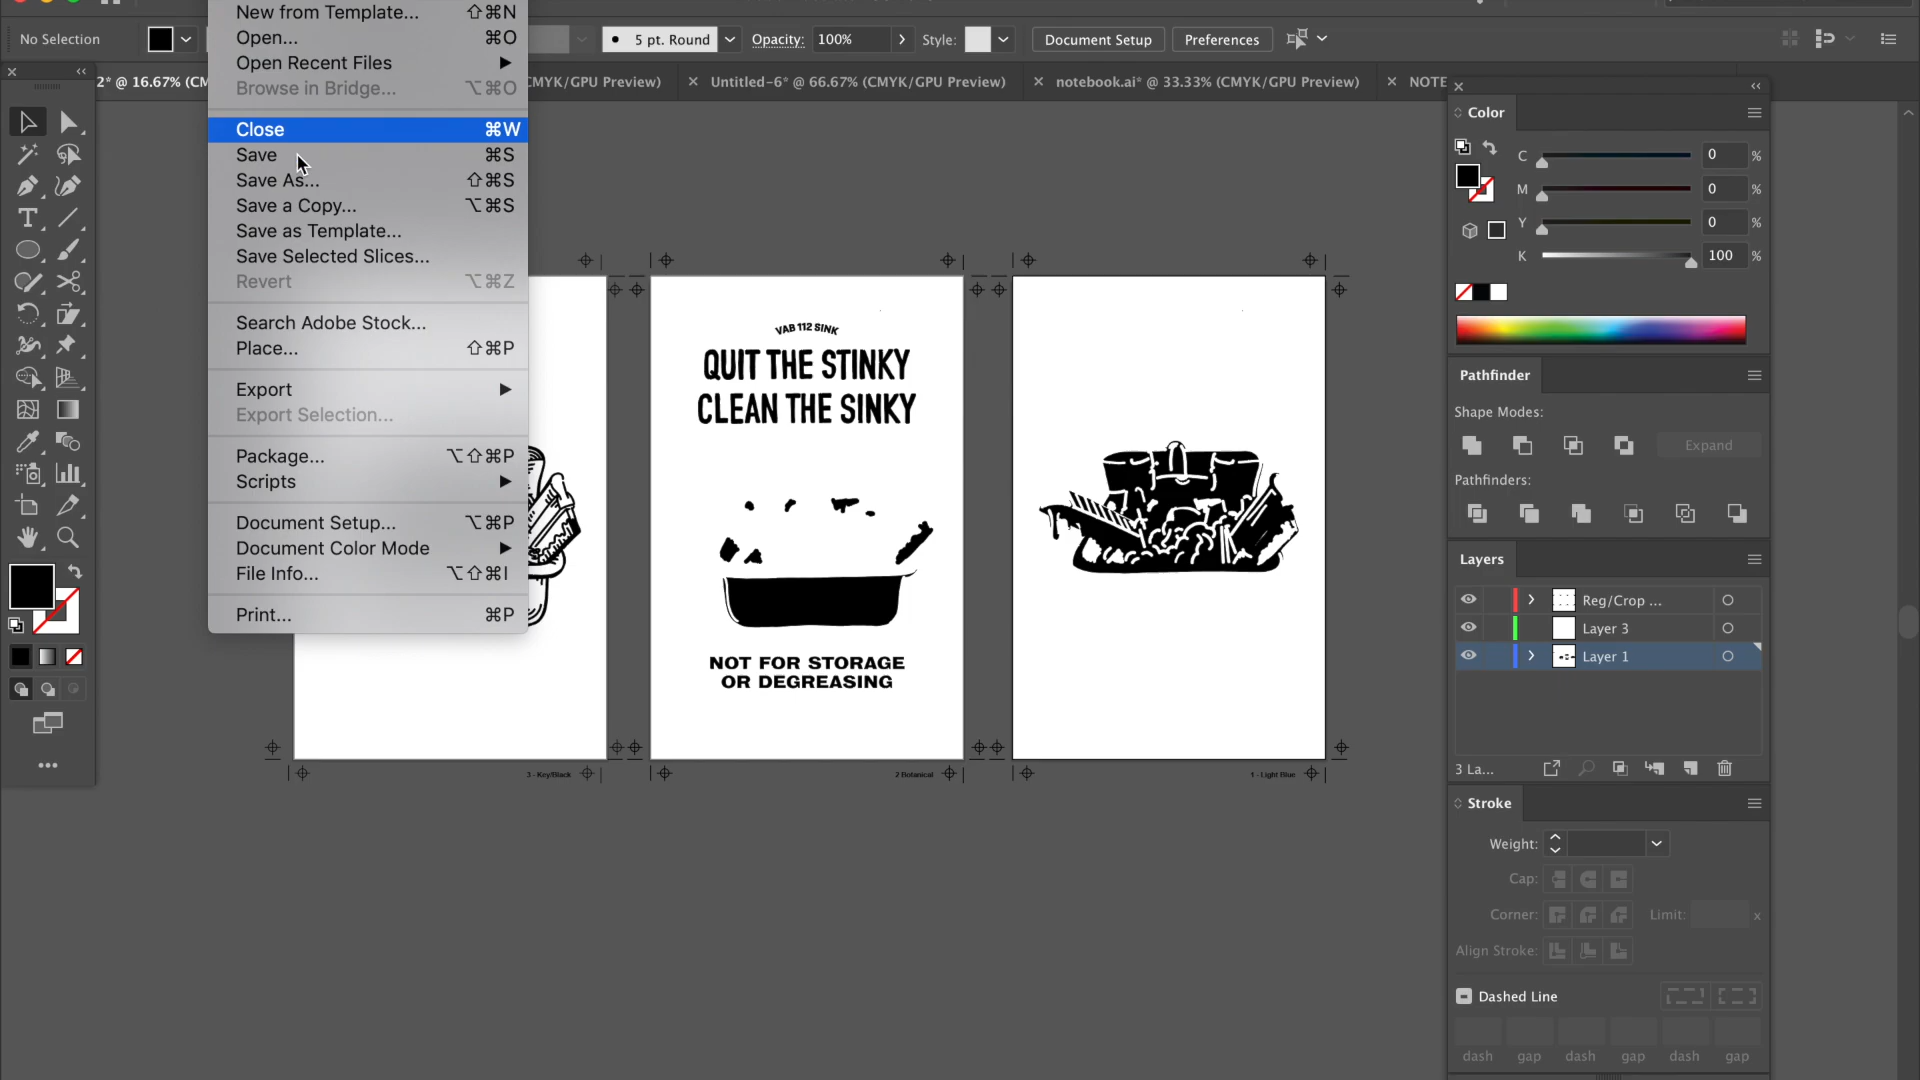 New from Template... ⇧⌘N
No Selection
Open... ⌘O
5 pt. Round
Opacity: 100%
Style:
Document Setup
Preferences
Open Recent Files
2* @ 16.67% (CM
CMYK/GPU Preview)
Untitled-6* @ 66.67% (CMYK/GPU Preview)
notebook.ai* @ 33.33% (CMYK/GPU Preview)
NOTE
Browse in Bridge... ⌥⌘O
Close ⌘W
Save ⌘S
Save As... ⇧⌘S
Save a Copy... ⌥⌘S
Save as Template...
Save Selected Slices...
Revert ⌥⌘Z
Search Adobe Stock...
Place... ⇧⌘P
Export
Export Selection...
Package... ⌥⇧⌘P
Scripts
Document Setup... ⌥⌘P
Document Color Mode
File Info... ⌥⇧⌘I
Print... ⌘P
3 - Key/Black
VAB 112 SINK
QUIT THE STINKY
CLEAN THE SINKY
NOT FOR STORAGE
OR DEGREASING
2 Botanical
1 - Light Blue
Color
C 0 %
M 0 %
Y 0 %
K 100 %
Pathfinder
Shape Modes:
Expand
Pathfinders:
Layers
Reg/Crop ...
Layer 3
Layer 1
3 La...
Stroke
Weight:
Cap:
Corner:
Limit: x
Align Stroke:
Dashed Line
dash gap dash gap dash gap